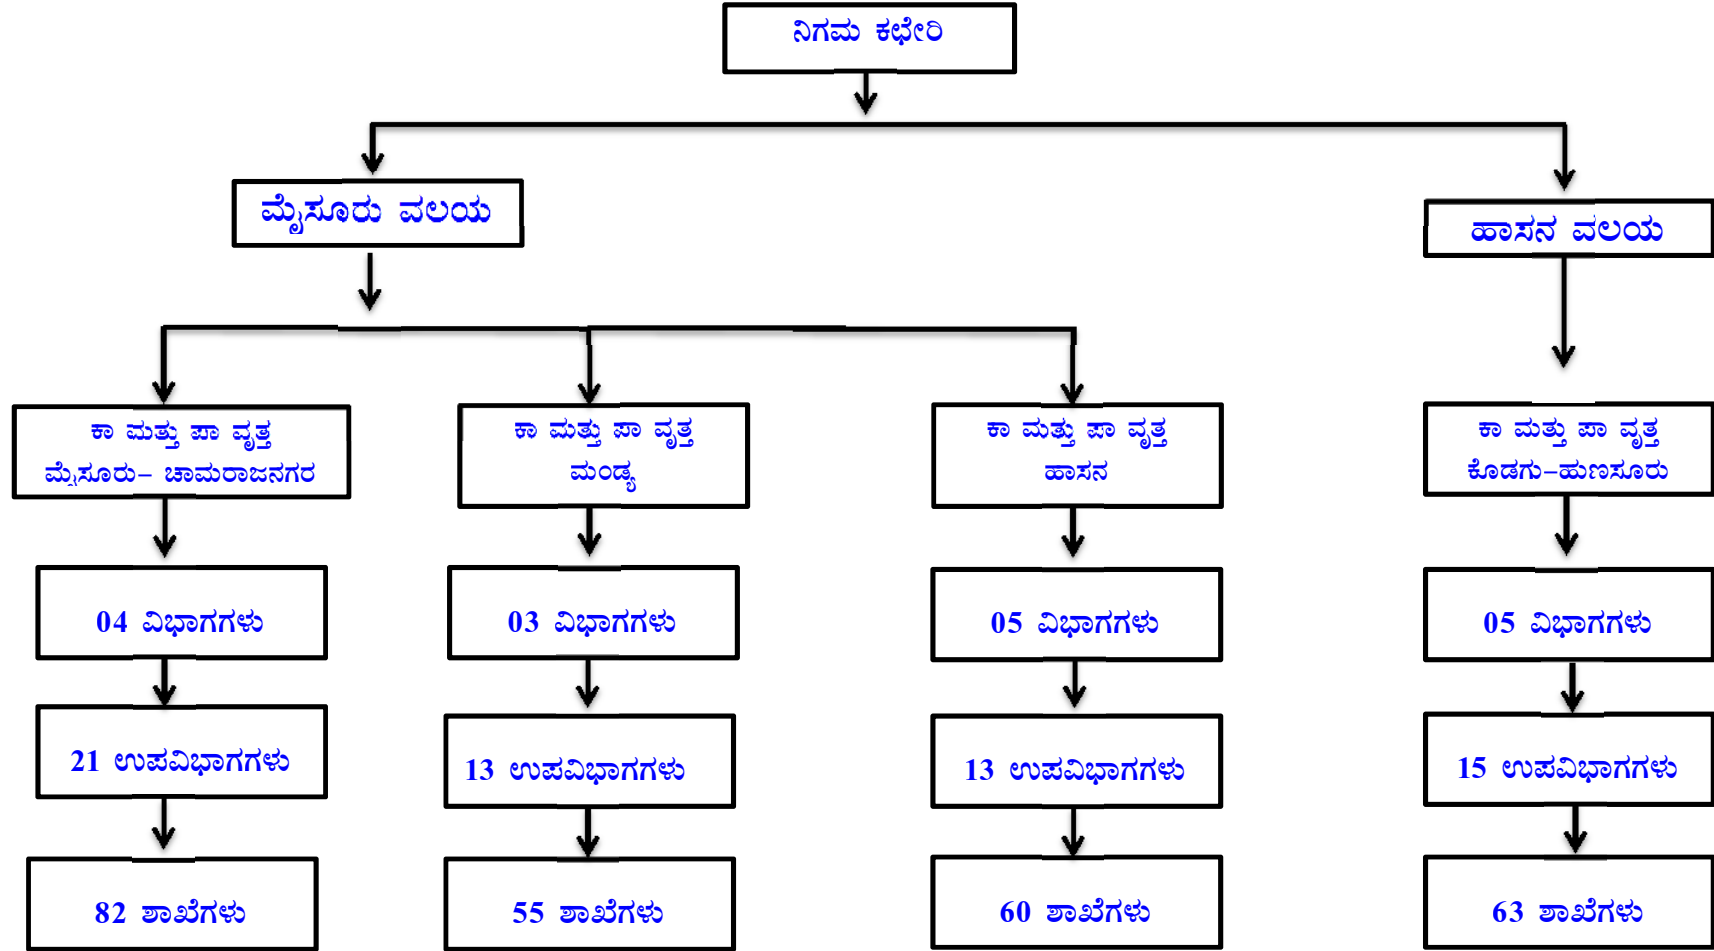 ನಿಗಮ ಕಛೇರಿ
ಮೈಸೂರು ವಲಯ
ಹಾಸನ ವಲಯ
ಕಾ ಮತ್ತು ಪಾ ವೃತ್ತ
ಮೈಸೂರು– ಚಾಮರಾಜನಗರ
ಕಾ ಮತ್ತು ಪಾ ವೃತ್ತ
ಮಂಡ್ಯ
ಕಾ ಮತ್ತು ಪಾ ವೃತ್ತ
ಹಾಸನ
ಕಾ ಮತ್ತು ಪಾ ವೃತ್ತ
ಕೊಡಗು–ಹುಣಸೂರು
04 ವಿಭಾಗಗಳು
03 ವಿಭಾಗಗಳು
05 ವಿಭಾಗಗಳು
05 ವಿಭಾಗಗಳು
21 ಉಪವಿಭಾಗಗಳು
13 ಉಪವಿಭಾಗಗಳು
13 ಉಪವಿಭಾಗಗಳು
15 ಉಪವಿಭಾಗಗಳು
82 ಶಾಖೆಗಳು
55 ಶಾಖೆಗಳು
60 ಶಾಖೆಗಳು
63 ಶಾಖೆಗಳು